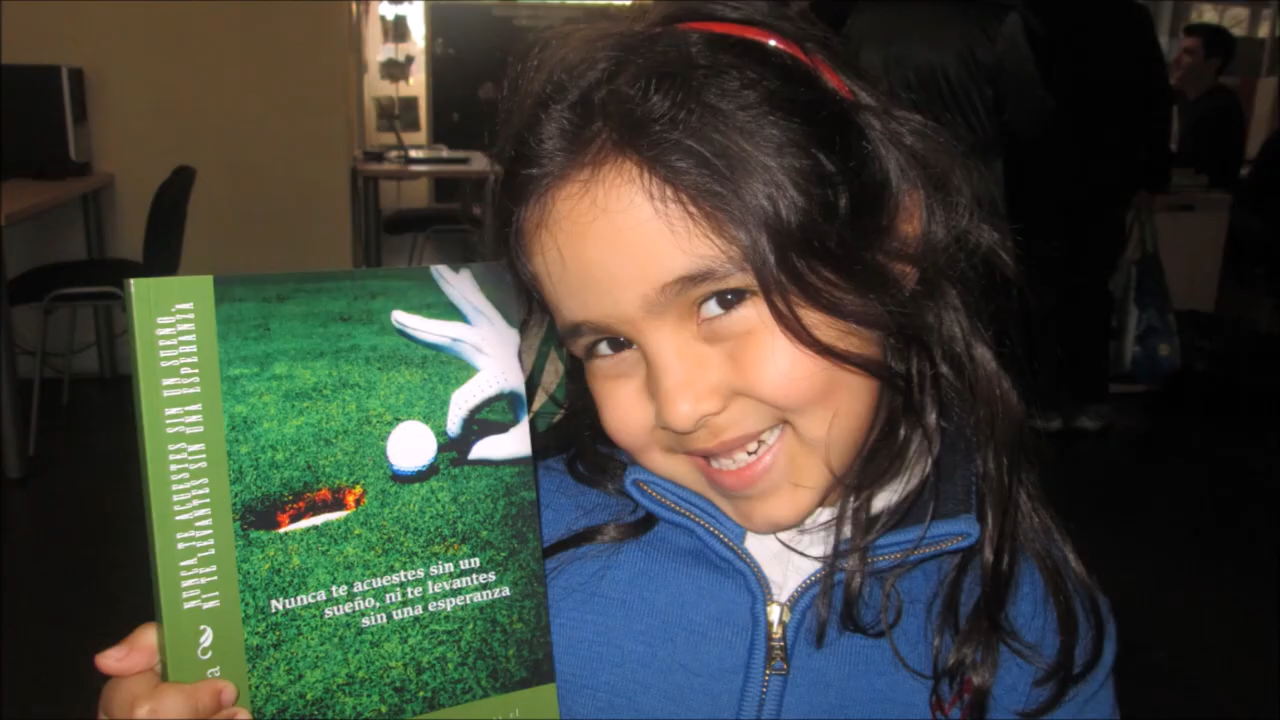 NUNCA TE ACUESTES SIN UN SUEÑO,
NI TE LEVANTES SIN UNA ESPERANZA
Nunca te acuestes sin un
sueño, ni te levantes
sin una esperanza